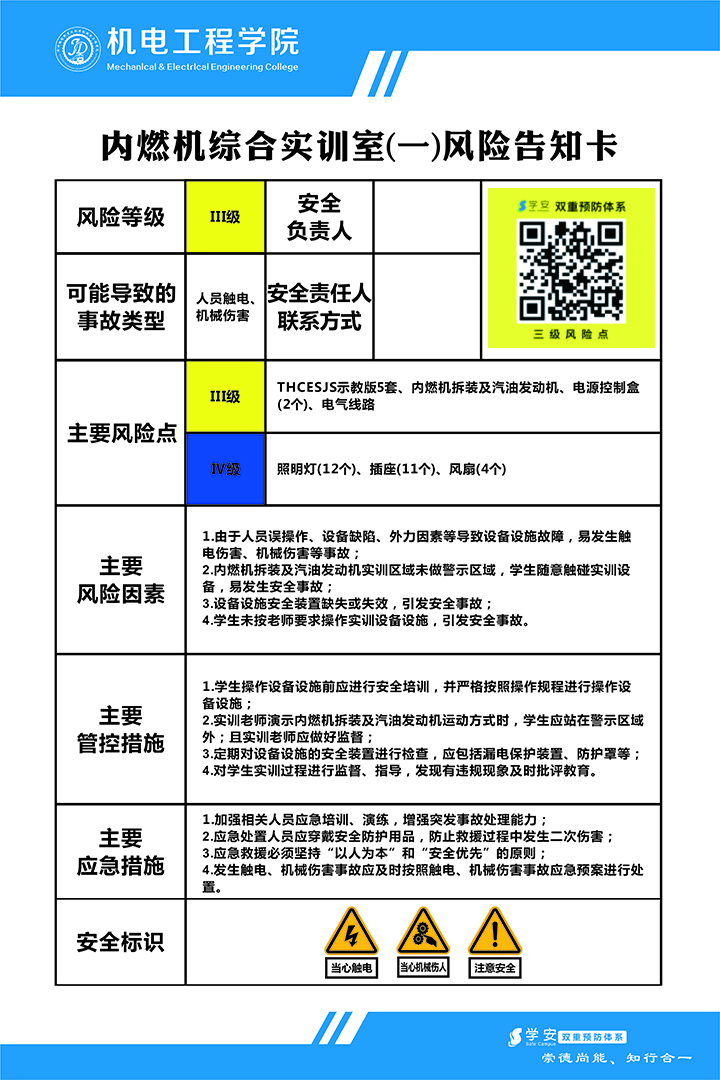 机电工程学院
Mechanical & Electrical Engineering College
内燃机综合实训室(一)风险告知卡
风险等级
III级
安全
负责人
学安 双重预防体系
三级风险点
可能导致的
事故类型
人员触电、
机械伤害
安全责任人
联系方式
主要风险点
III级
THCESJS示教版5套、内燃机拆装及汽油发动机、电源控制盒
(2个)、电气线路
IV级
照明灯(12个)、插座(11个)、风扇(4个)
主要
风险因素
1.由于人员误操作、设备缺陷、外力因素等导致设备设施故障，易发生触
电伤害、机械伤害等事故；
2.内燃机拆装及汽油发动机实训区域未做警示区域，学生随意触碰实训设
备，易发生安全事故；
3.设备设施安全装置缺失或失效，引发安全事故；
4.学生未按老师要求操作实训设备设施，引发安全事故。
主要
管控措施
1.学生操作设备设施前应进行安全培训，并严格按照操作规程进行操作设
备设施；
2.实训老师演示内燃机拆装及汽油发动机运动方式时，学生应站在警示区域
外；且实训老师应做好监督；
3.定期对设备设施的安全装置进行检查，应包括漏电保护装置、防护罩等；
4.对学生实训过程进行监督、指导，发现有违规现象及时批评教育。
主要
应急措施
1.加强相关人员应急培训、演练，增强突发事故处理能力；
2.应急处置人员应穿戴安全防护用品，防止救援过程中发生二次伤害；
3.应急救援必须坚持“以人为本”和“安全优先”的原则；
4.发生触电、机械伤害事故应及时按照触电、机械伤害事故应急预案进行处
置。
安全标识
当心触电
当心机械伤人
注意安全
学安 双重预防体系
Safe Campus
崇德尚能、知行合一